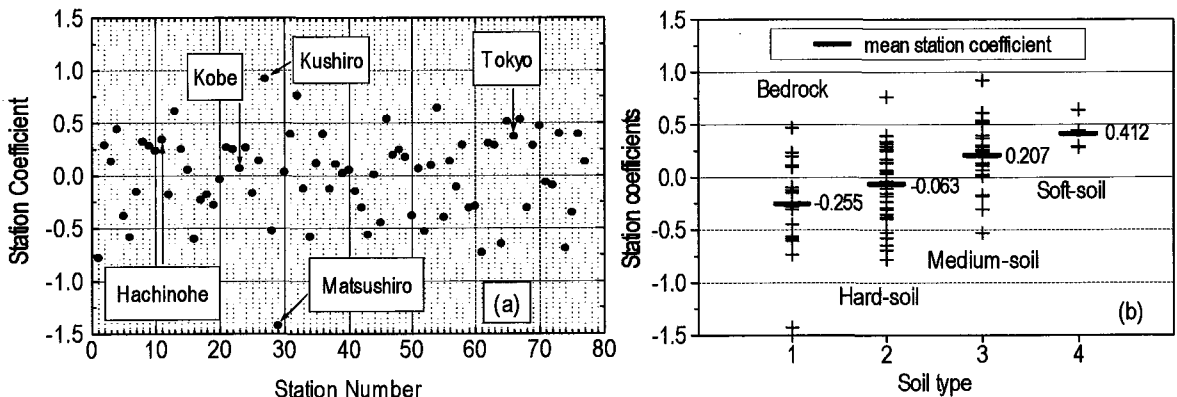 Station Coefficient
1.5
1.0
0.5
0.0
-0.5
-1.0
-1.5
Kobe
Kushiro
Tokyo
Hachinohe
Matsushiro
(a)
0 10 20 30 40 50 60 70 80
Station Number
Station coefficients
1.5
1.0
0.5
0.0
-0.5
-1.0
-1.5
mean station coefficient
Bedrock
-0.255
-0.063
0.207
0.412
Soft-soil
Medium-soil
Hard-soil
(b)
1 2 3 4
Soil type